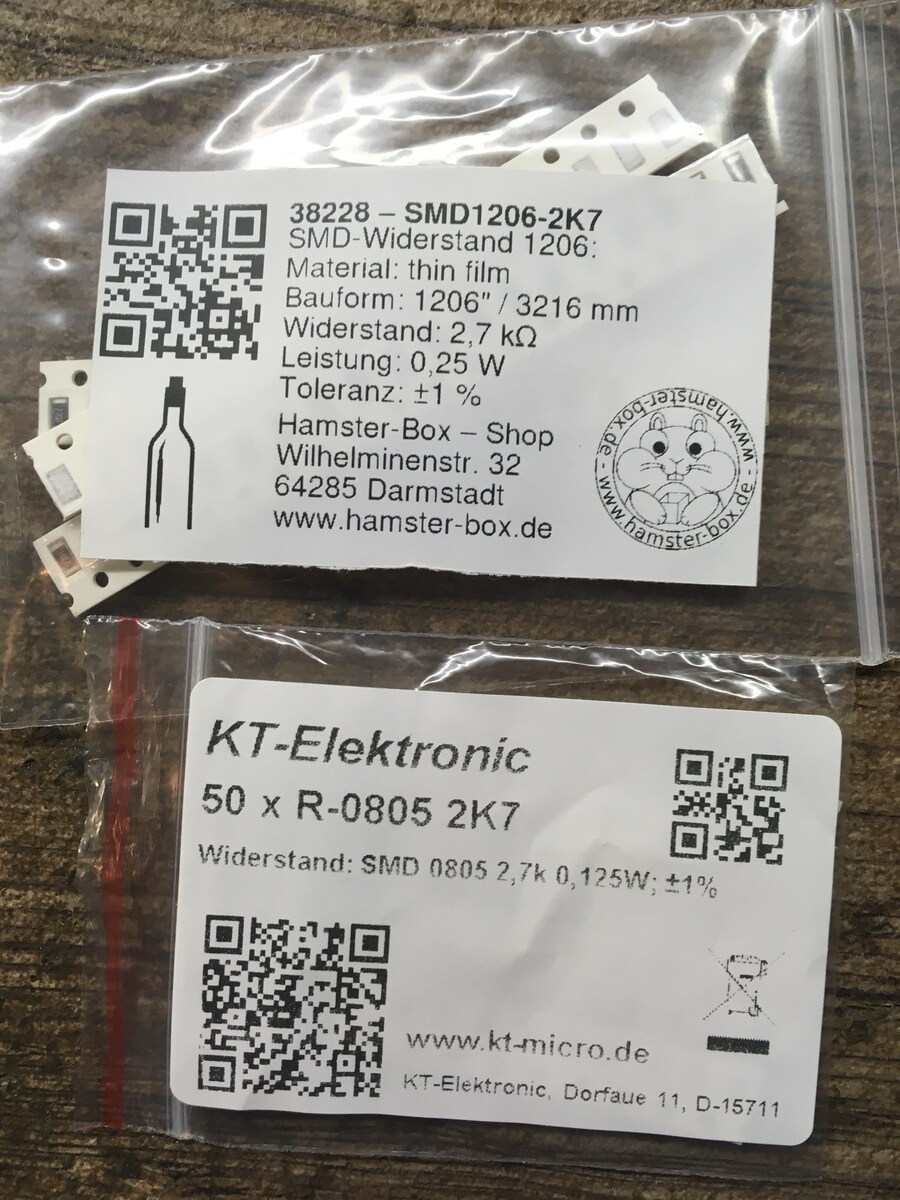 38228 – SMD1206-2K7
SMD-Widerstand 1206:
Material: thin film
Bauform: 1206" / 3216 mm
Widerstand: 2,7 kΩ
Leistung: 0,25 W
Toleranz: ±1 %
Hamster-Box – Shop
Wilhelminenstr. 32
64285 Darmstadt
www.hamster-box.de
www.hamster-box.de - www.hamster-box.de -
KT-Elektronic
50 x R-0805 2K7
Widerstand: SMD 0805 2,7k 0,125W; ±1%
www.kt-micro.de
KT-Elektronic, Dorfaue 11, D-15711